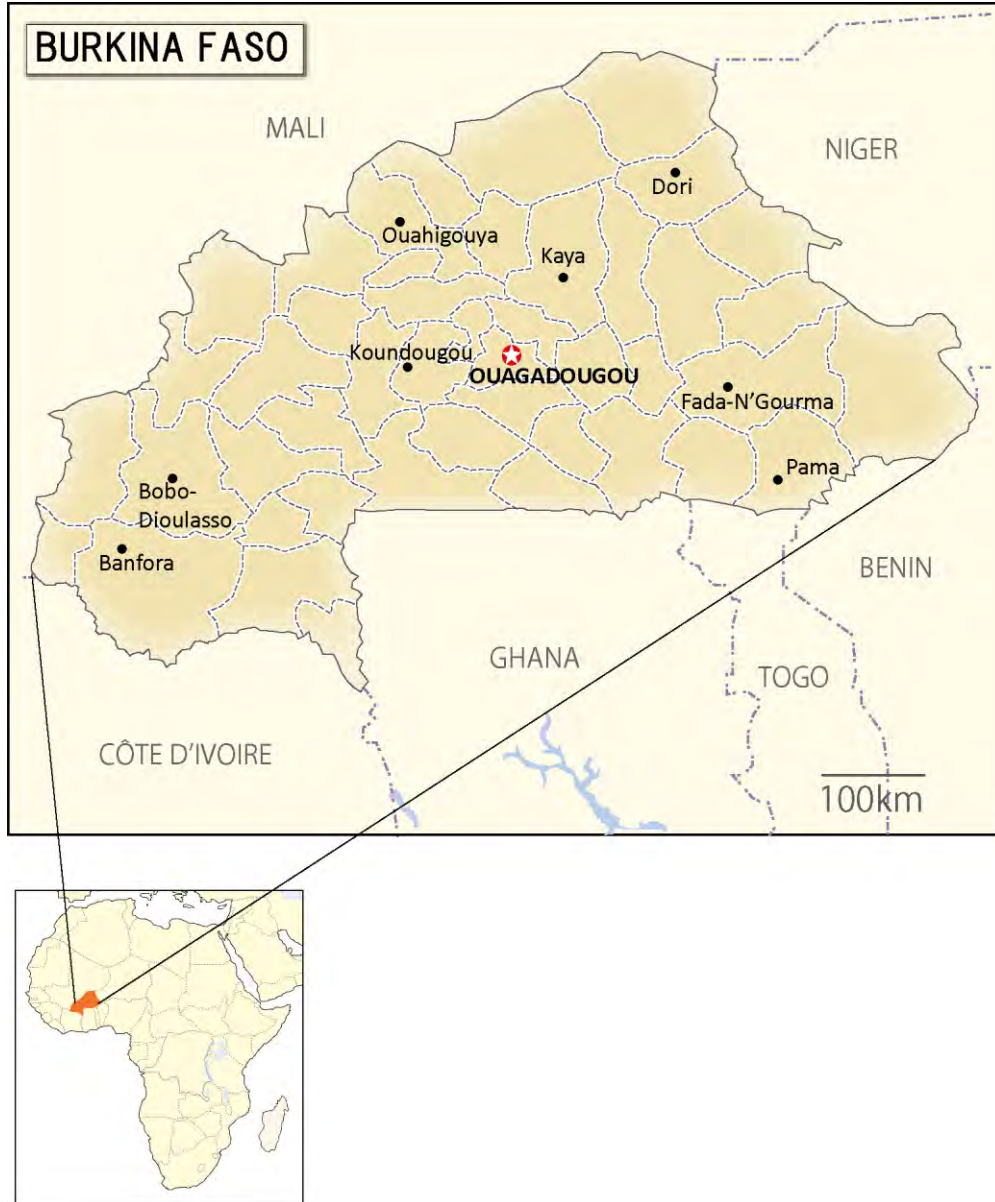 BURKINA FASO
MALI
NIGER
Dori
Ouahigouya
Kaya
Koundougou
OUAGADOUGOU
Fada-N'Gourma
Pama
Bobo-
Dioulasso
Banfora
BENIN
GHANA
TOGO
CÔTE D'IVOIRE
100km